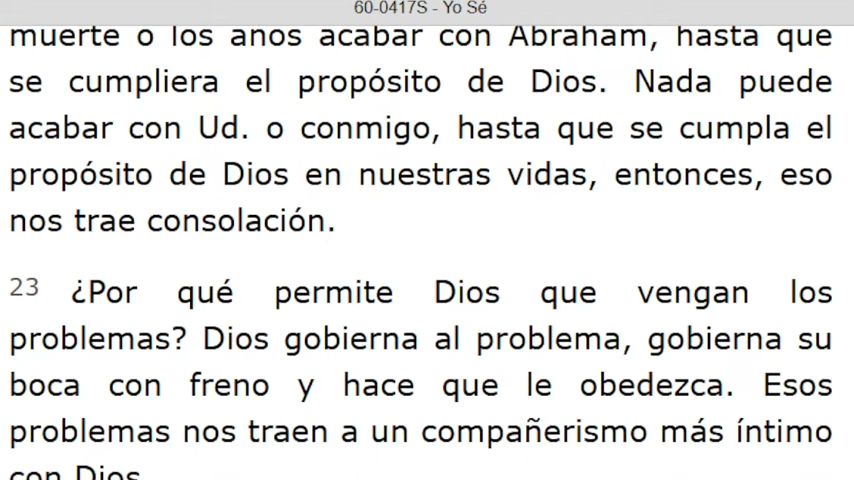 60-0417S - Yo Sé
muerte o los años acabar con Abraham, hasta que
se cumpliera el propósito de Dios. Nada puede
acabar con Ud. o conmigo, hasta que se cumpla el
propósito de Dios en nuestras vidas, entonces, eso
nos trae consolación.
23 ¿Por qué permite Dios que vengan los
problemas? Dios gobierna al problema, gobierna su
boca con freno y hace que le obedezca. Esos
problemas nos traen a un compañerismo más íntimo
con Dios.